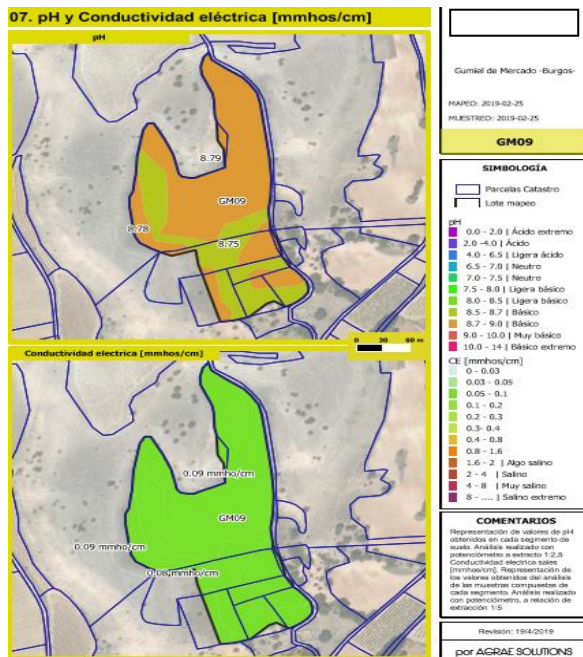 07. pH y Conductividad eléctrica [mmhos/cm]
pH
8.79
GM09
8.78
8.75
0 30 60 m
Conductividad electrica [mmhos/cm]
0.09 mmho/cm
GM09
0.09 mmho/cm
0.08 mmho/cm
Gumiel de Mercado -Burgos-
MAPEO: 2019-02-25
MUESTREO: 2019-02-25
GM09
SIMBOLOGÍA
Parcelas Catastro
Lote mapeo
pH
0.0 - 2.0 | Ácido extremo
2.0 -4.0 | Ácido
4.0 - 6.5 | Ligera ácido
6.5 - 7.0 | Neutro
7.0 - 7.5 | Neutro
7.5 - 8.0 | Ligera básico
8.0 - 8.5 | Ligera básico
8.5 - 8.7 | Básico
8.7 - 9.0 | Básico
9.0 - 10.0 | Muy básico
10.0 - 14 | Básico extremo
CE [mmhos/cm]
0 - 0.03
0.03 - 0.05
0.05 - 0.1
0.1 - 0.2
0.2 - 0.3
0.3- 0.4
0.4 - 0.8
0.8 - 1.6
1.6 - 2 | Algo salino
2 - 4 | Salino
4 - 8 | Muy salino
8 - .... | Salino extremo
COMENTARIOS
Representación de valores de pH
obtenidos en cada segmento de
suelo. Análisis realizado con
potenciómetro a extracto 1:2,5
Conductividad electrica sales
[mmhos/cm]. Representación de
los valores obtenidos del análisis
de las muestras compuestas de
cada segmento. Análisis realizado
con potenciómetro, a relación de
extracción 1:5
Revisión: 19/4/2019
por AGRAE SOLUTIONS